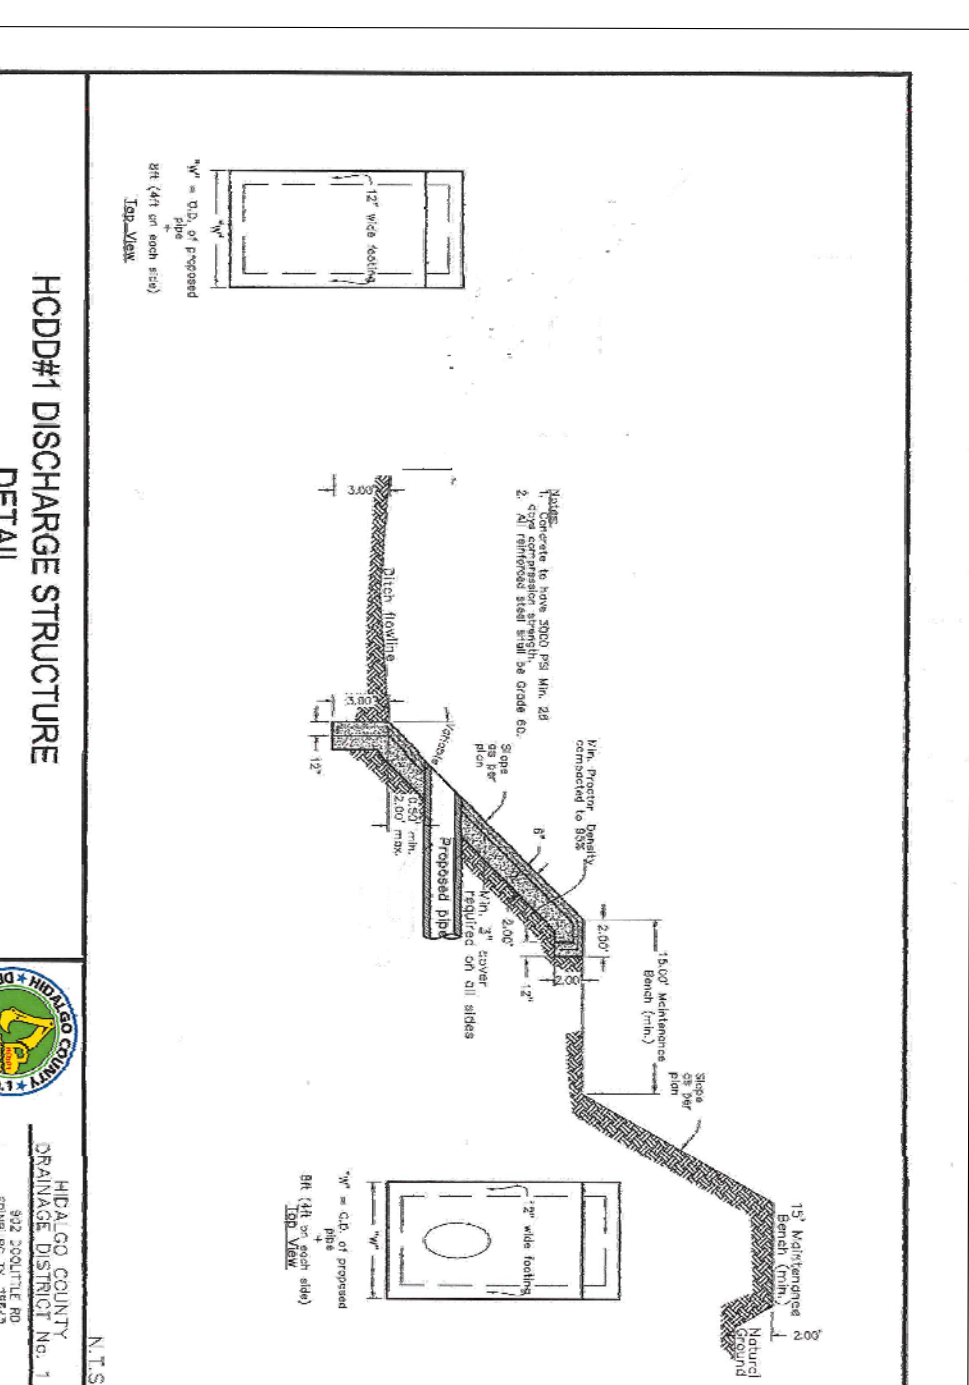 15' Maintenance
Bench (min.)
2.00'
Natural
Ground
Slope
as per
plan
15.00' Maintenance
Bench (min.)
2.00'
2.00'
12"
2.00'
Min. Proctor Density
compacted to 95%
6"
Slope
as per
plan
Notes:
1. Concrete to have 3000 PSI Min. 28
days compression strength.
2. All reinforced steel shall be Grade 60.
Variable
Min. 3" cover
required on all sides
Proposed pipe
0.50' min.
2.00' max.
Ditch flowline
3.00'
3.00'
12"
12" wide footing
"W"
"W" = O.D. of proposed
pipe
+
8ft (4ft on each side)
Top View
12" wide footing
"W"
"W" = O.D. of proposed
pipe
+
8ft (4ft on each side)
Top View
N.T.S
HCDD#1 DISCHARGE STRUCTURE
DETAIL
HIDALGO COUNTY
HIDALGO COUNTY
DRAINAGE DISTRICT No. 1
902 DOOLITTLE RD